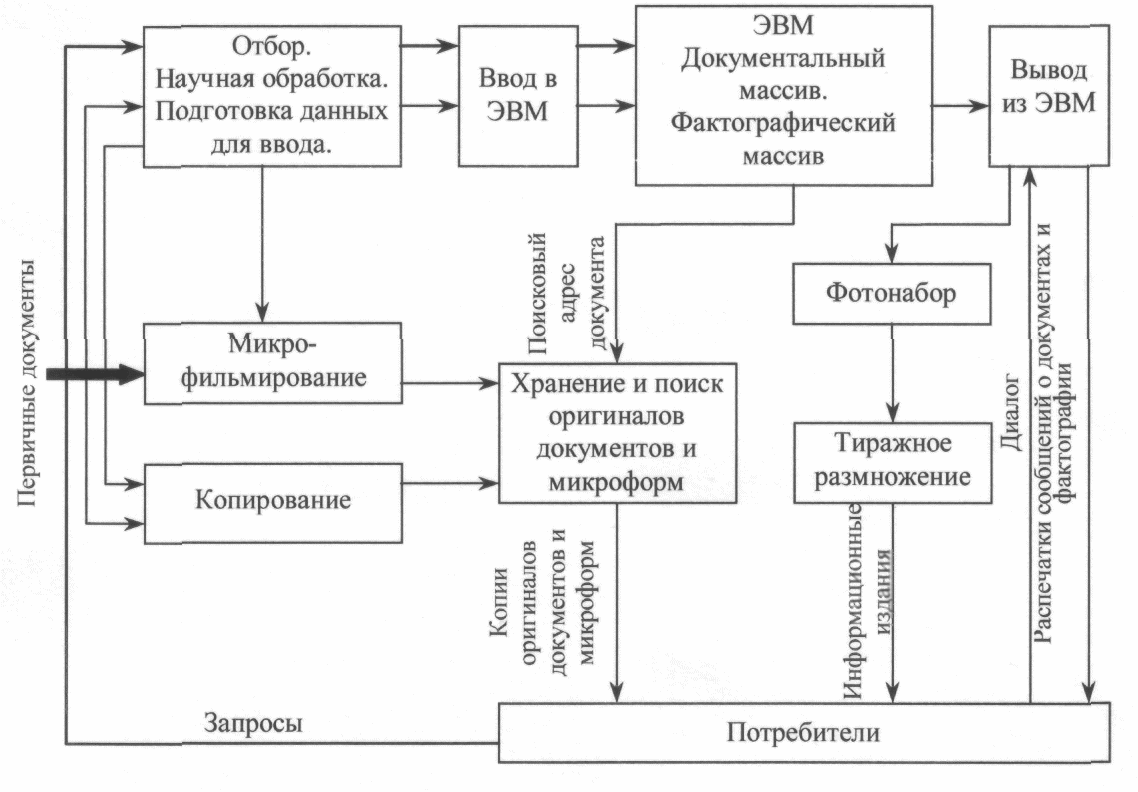 Отбор.
Научная обработка.
Подготовка данных
для ввода.
Ввод в
ЭВМ
ЭВМ
Документальный
массив.
Фактографический
массив
Вывод
из ЭВМ
Первичные документы
Микро-
фильмирование
Копирование
Поисковый
адрес
документа
Хранение и поиск
оригиналов
документов и
микроформ
Фотонабор
Тиражное
размножение
Диалог
Распечатки сообщений о документах и
фактографии
Копии
оригиналов
документов и
микроформ
Информационные
издания
Запросы
Потребители